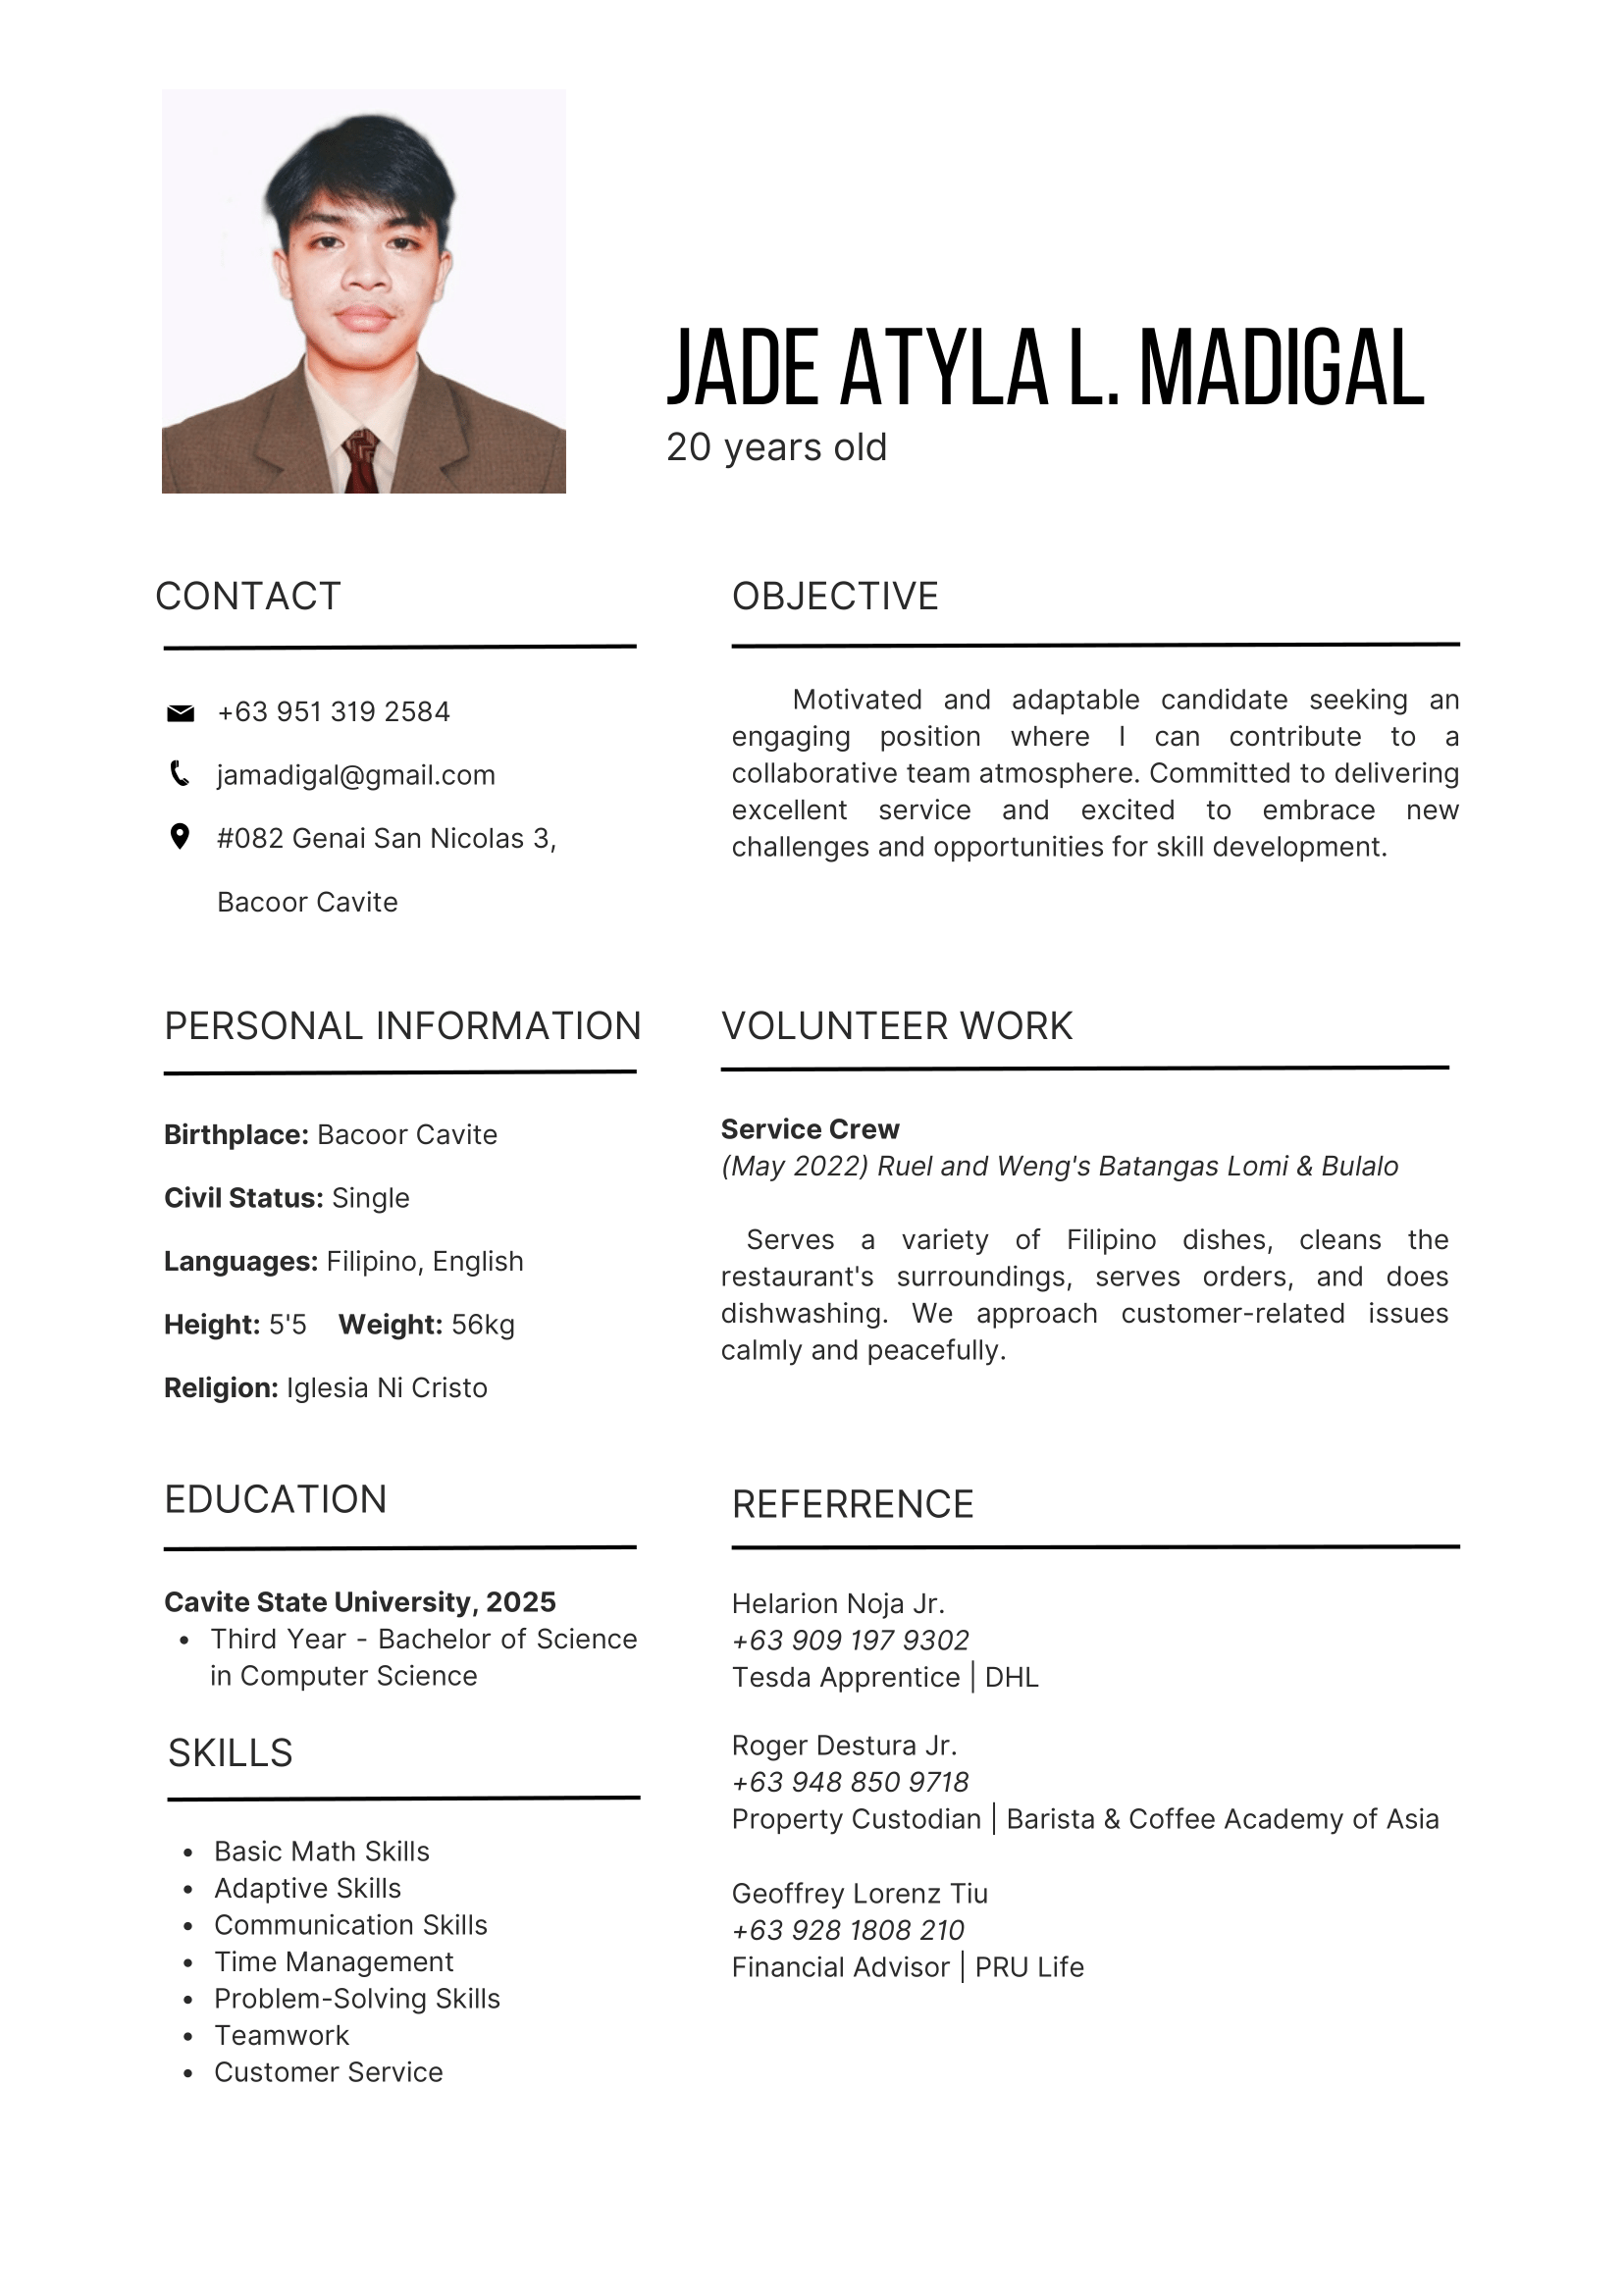 JADE ATYLA L. MADIGAL
20 years old
CONTACT
+63 951 319 2584
jamadigal@gmail.com
#082 Genai San Nicolas 3,
Bacoor Cavite
OBJECTIVE
Motivated and adaptable candidate seeking an
engaging position where I can contribute to a
collaborative team atmosphere. Committed to delivering
excellent service and excited to embrace new
challenges and opportunities for skill development.
PERSONAL INFORMATION
Birthplace: Bacoor Cavite
Civil Status: Single
Languages: Filipino, English
Height: 5'5 Weight: 56kg
Religion: Iglesia Ni Cristo
VOLUNTEER WORK
Service Crew
(May 2022) Ruel and Weng's Batangas Lomi & Bulalo
Serves a variety of Filipino dishes, cleans the
restaurant's surroundings, serves orders, and does
dishwashing. We approach customer-related issues
calmly and peacefully.
EDUCATION
Cavite State University, 2025
• Third Year - Bachelor of Science
in Computer Science
SKILLS
• Basic Math Skills
• Adaptive Skills
• Communication Skills
• Time Management
• Problem-Solving Skills
• Teamwork
• Customer Service
REFERRENCE
Helarion Noja Jr.
+63 909 197 9302
Tesda Apprentice | DHL
Roger Destura Jr.
+63 948 850 9718
Property Custodian | Barista & Coffee Academy of Asia
Geoffrey Lorenz Tiu
+63 928 1808 210
Financial Advisor | PRU Life